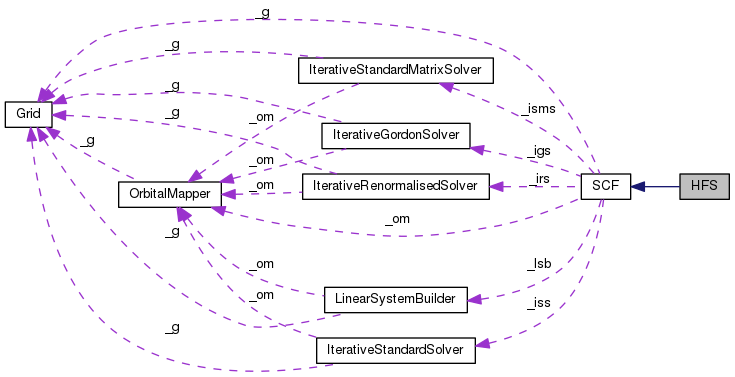 _g
_g
IterativeStandardMatrixSolver
_g
_isms
Grid
_g
_om
IterativeGordonSolver
_g
_om
_igs
OrbitalMapper
_om
IterativeRenormalisedSolver
_irs
SCF
HFS
_om
_g
_om
_lsb
_om
LinearSystemBuilder
_iss
_g
IterativeStandardSolver